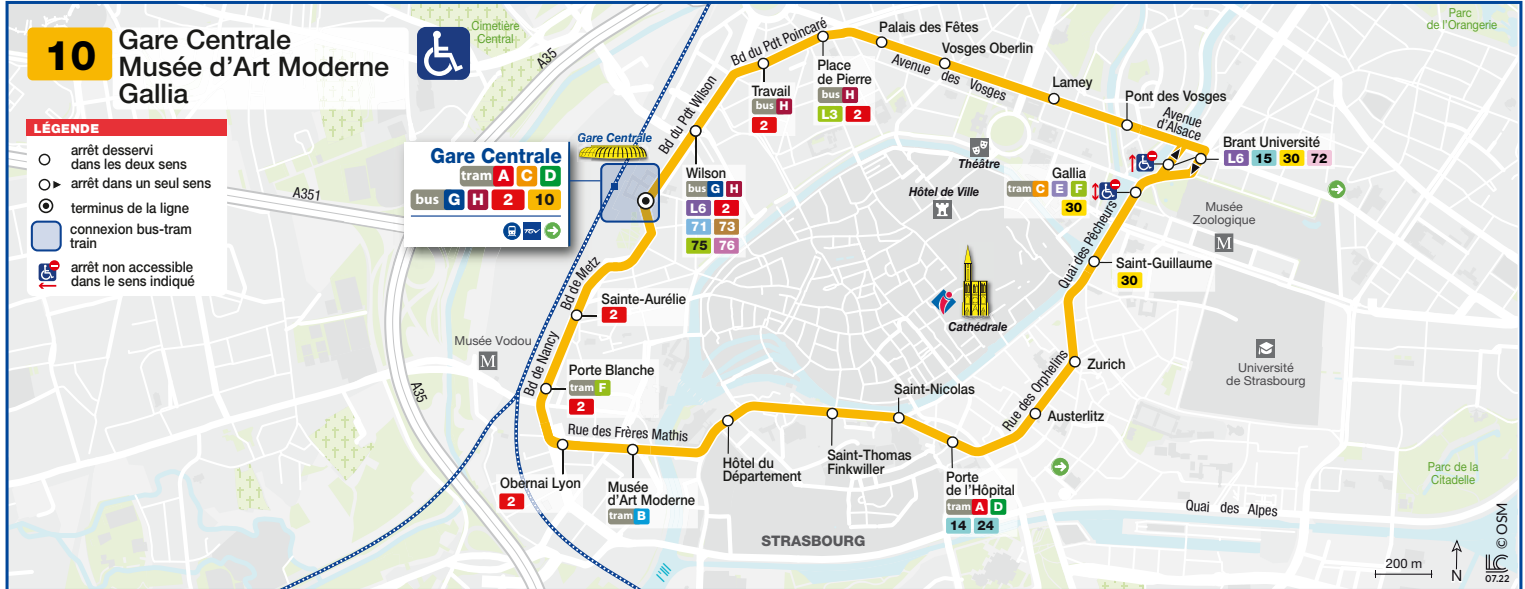 10
Gare Centrale
Musée d'Art Moderne
Gallia
LÉGENDE
arrêt desservi
dans les deux sens
arrêt dans un seul sens
terminus de la ligne
connexion bus-tram
train
arrêt non accessible
dans le sens indiqué
Cimetière
Central
A35
A351
A35
Gare Centrale
Gare Centrale
tram A C D
bus G H 2 10
TGV
Bd du Pdt Wilson
Wilson
bus G H
L6 2
71 73
75 76
Bd du Pdt Poincaré
Travail
bus H
2
Place
de Pierre
bus H
L3 2
Palais des Fêtes
Vosges Oberlin
Avenue des Vosges
Lamey
Pont des Vosges
Avenue
d'Alsace
Brant Université
L6 15 30 72
Parc
de l'Orangerie
Théâtre
Hôtel de Ville
Gallia
tram C E F
30
Musée
Zoologique
M
Quai des Pêcheurs
Saint-Guillaume
30
Cathédrale
Bd de Metz
Sainte-Aurélie
2
Musée Vodou
M
Bd de Nancy
Porte Blanche
tram F
2
Rue des Frères Mathis
Obernai Lyon
2
Musée
d'Art Moderne
tram B
Hôtel du
Département
Saint-Thomas
Finkwiller
Saint-Nicolas
Porte
de l'Hôpital
tram A D
14 24
Rue des Orphelins
Austerlitz
Zurich
Université
de Strasbourg
Parc de la
Citadelle
Quai des Alpes
STRASBOURG
l'Ill
200 m
N
LC
07.22
© OSM